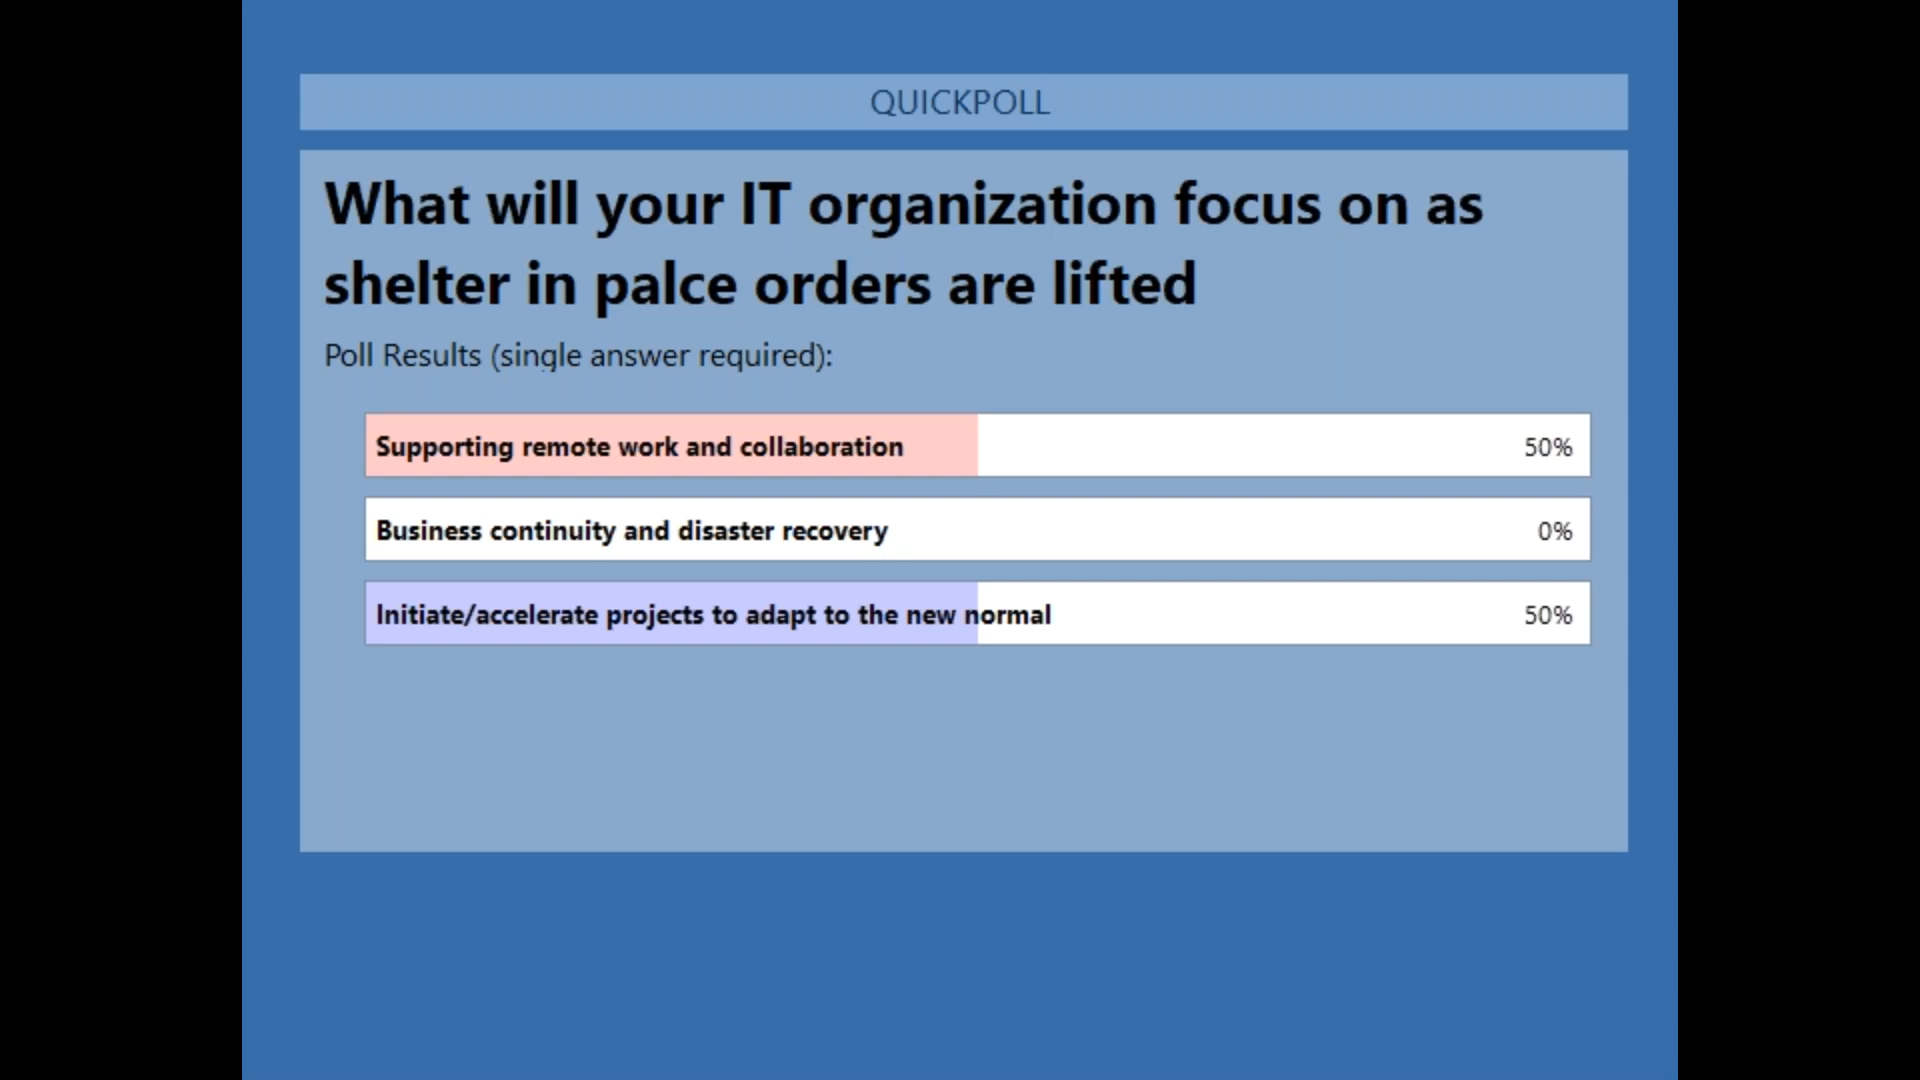 QUICKPOLL
What will your IT organization focus on as
shelter in palce orders are lifted
Poll Results (single answer required):
Supporting remote work and collaboration 50%
Business continuity and disaster recovery 0%
Initiate/accelerate projects to adapt to the new normal 50%